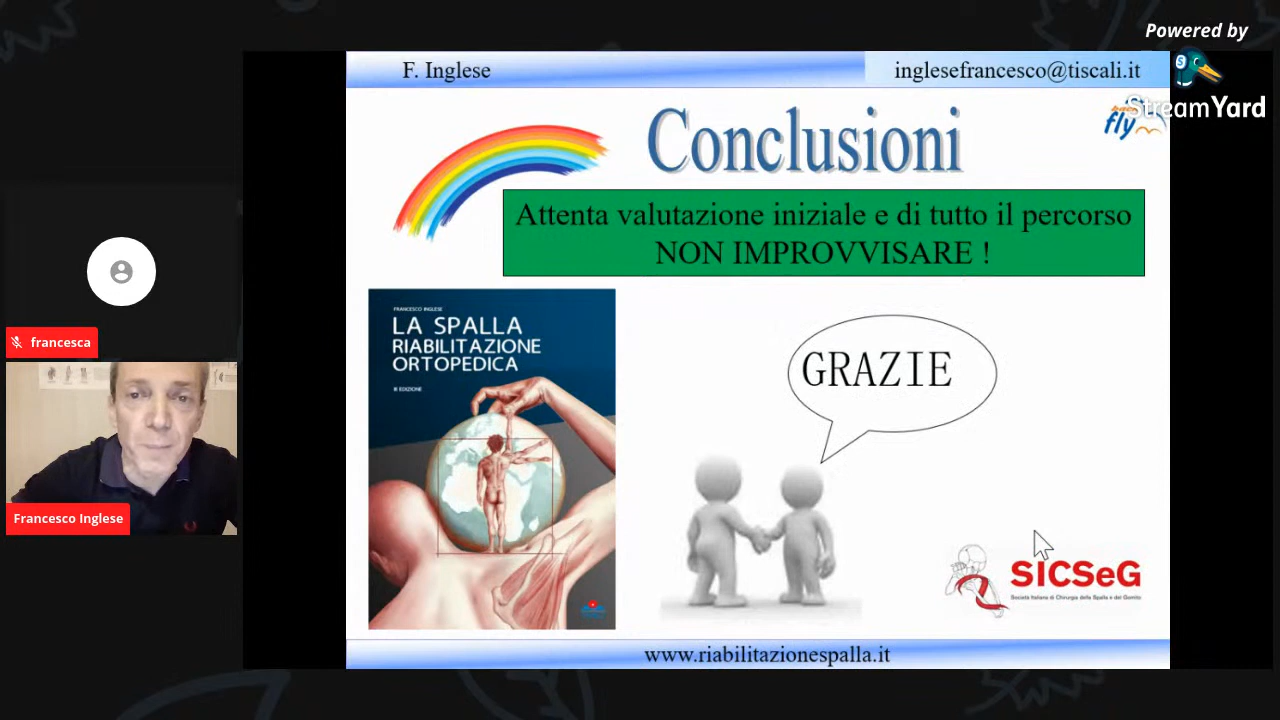 Powered by
StreamYard
F. Inglese
inglesefrancesco@tiscali.it
fly
Conclusioni
Attenta valutazione iniziale e di tutto il percorso
NON IMPROVVISARE !
FRANCESCO INGLESE
LA SPALLA
RIABILITAZIONE
ORTOPEDICA
III EDIZIONE
GRAZIE
SICSeG
Società Italiana di Chirurgia della Spalla e del Gomito
www.riabilitazionespalla.it
francesca
Francesco Inglese